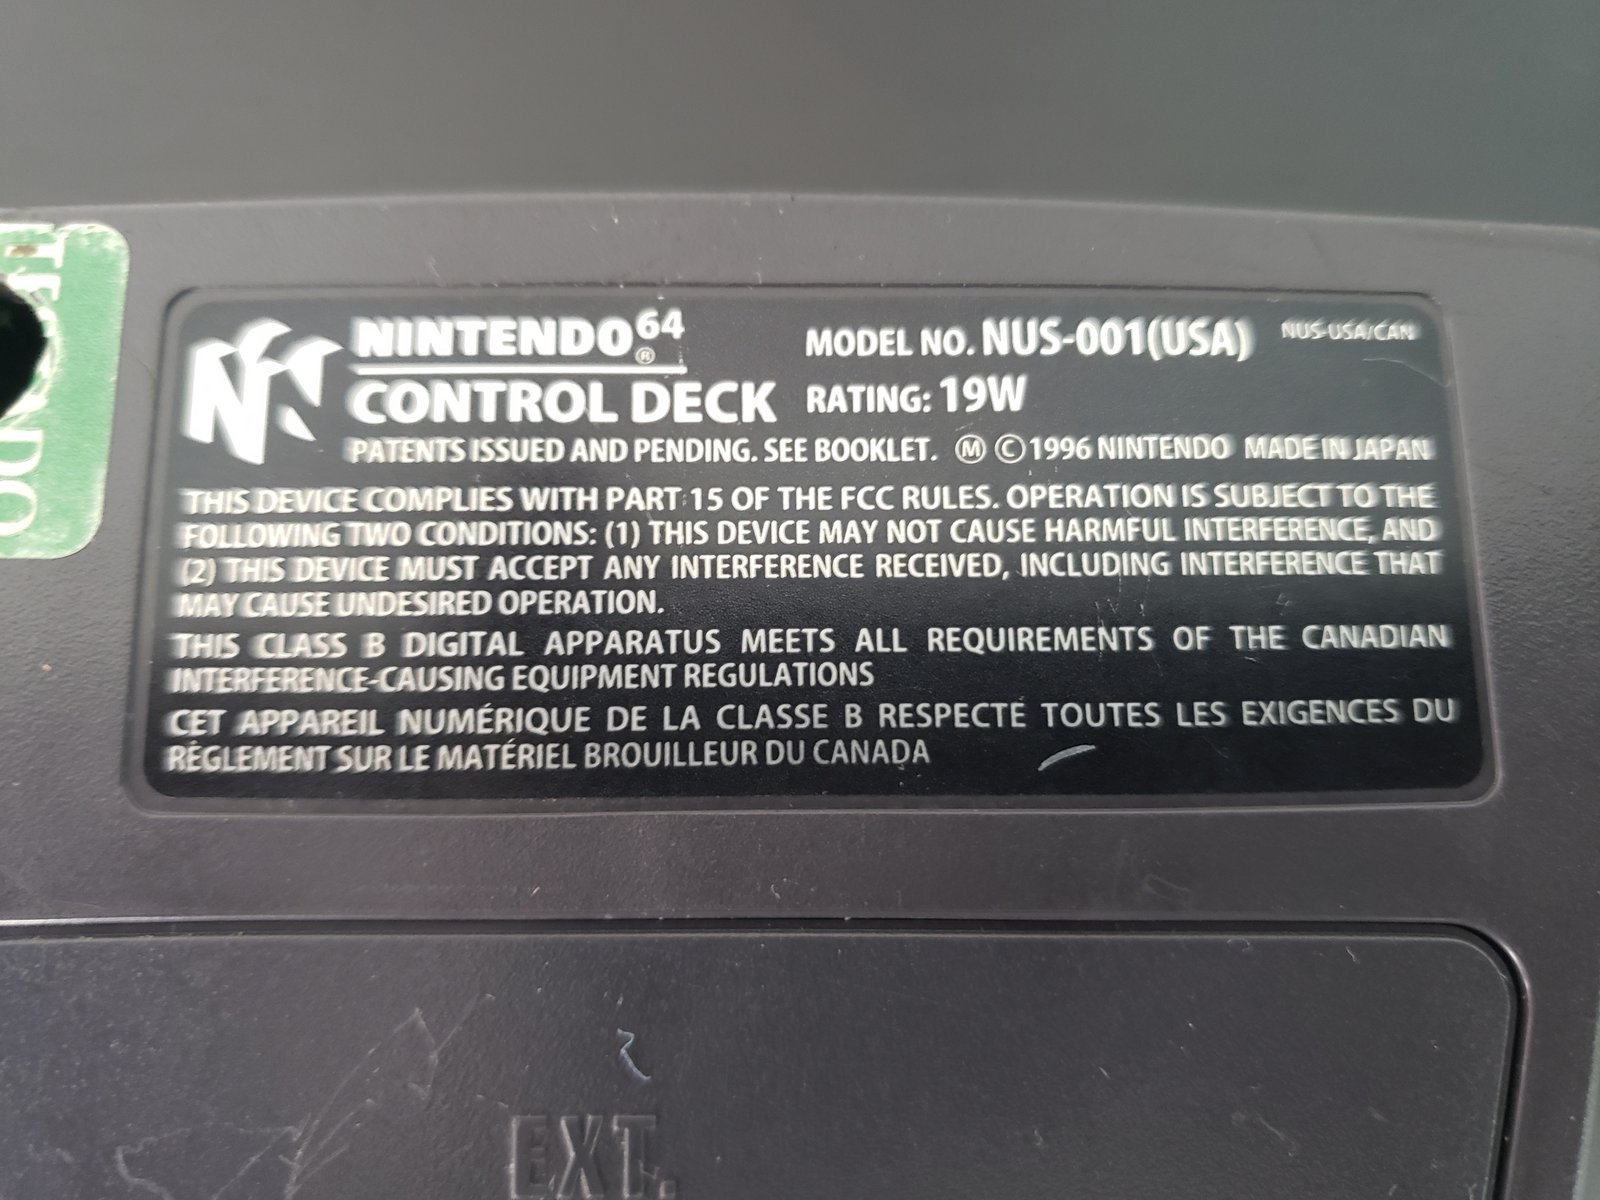 NINTENDO 64 ®
CONTROL DECK
MODEL NO. NUS-001(USA)
NUS-USA/CAN
RATING: 19W
PATENTS ISSUED AND PENDING. SEE BOOKLET. Ⓜ ©1996 NINTENDO MADE IN JAPAN
THIS DEVICE COMPLIES WITH PART 15 OF THE FCC RULES. OPERATION IS SUBJECT TO THE
FOLLOWING TWO CONDITIONS: (1) THIS DEVICE MAY NOT CAUSE HARMFUL INTERFERENCE, AND
(2) THIS DEVICE MUST ACCEPT ANY INTERFERENCE RECEIVED, INCLUDING INTERFERENCE THAT
MAY CAUSE UNDESIRED OPERATION.
THIS CLASS B DIGITAL APPARATUS MEETS ALL REQUIREMENTS OF THE CANADIAN
INTERFERENCE-CAUSING EQUIPMENT REGULATIONS
CET APPAREIL NUMÉRIQUE DE LA CLASSE B RESPECTE TOUTES LES EXIGENCES DU
RÈGLEMENT SUR LE MATÉRIEL BROUILLEUR DU CANADA
EXT.